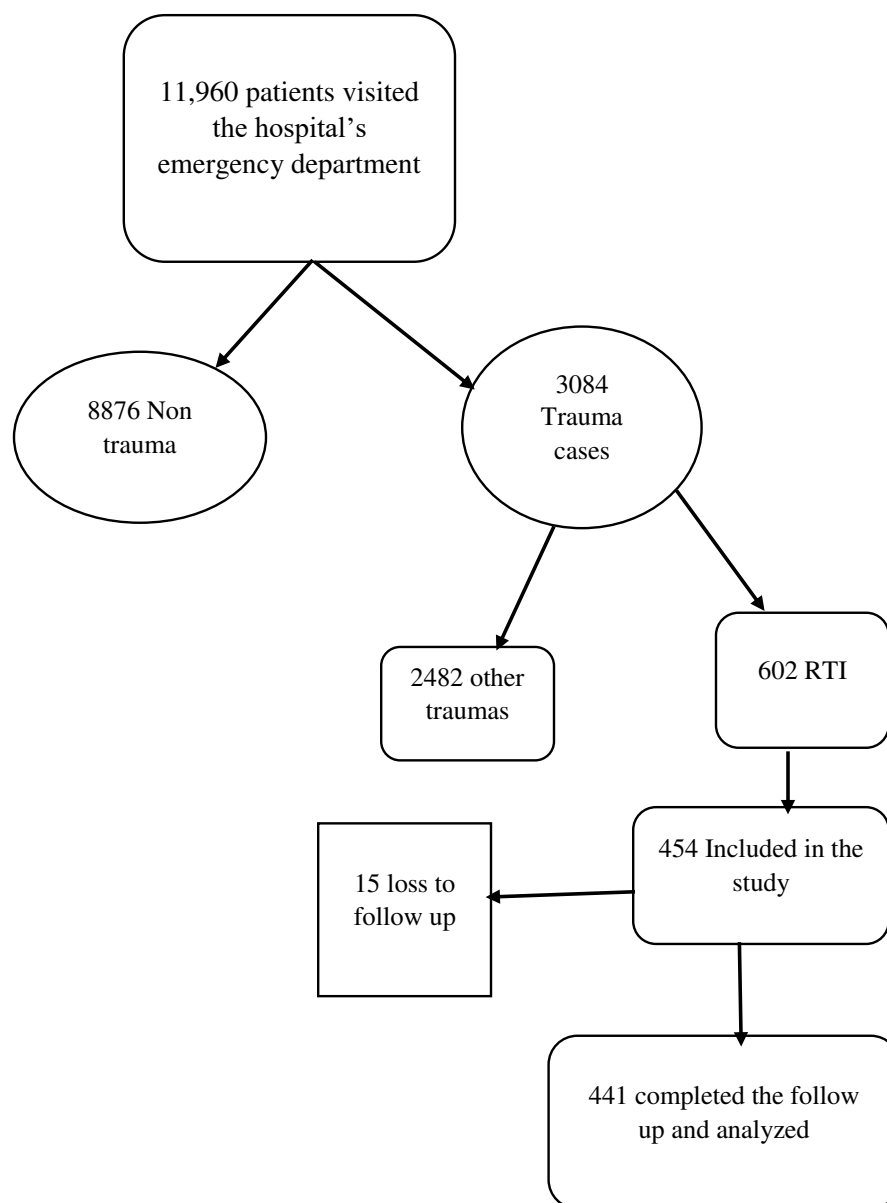 11,960 patients visited
the hospital’s
emergency department
8876 Non
trauma
3084
Trauma
cases
2482 other
traumas
602 RTI
454 Included in the
study
15 loss to
follow up
441 completed the follow
up and analyzed